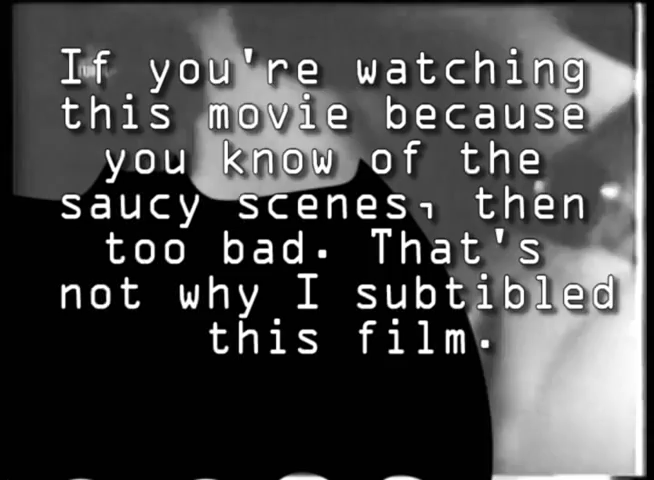 If you're watching
this movie because
you know of the
saucy scenes, then
too bad. That's
not why I subtibled
this film.